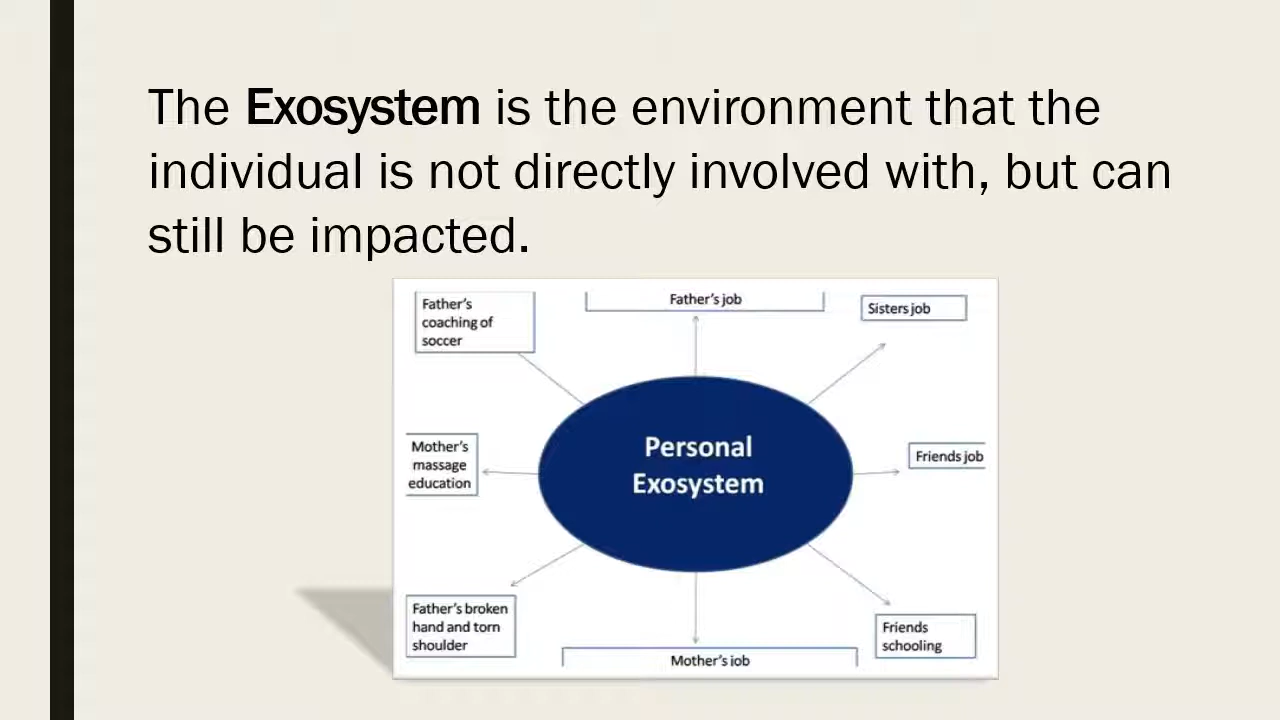 The Exosystem is the environment that the
individual is not directly involved with, but can
still be impacted.
Father's
coaching of
soccer
Father's job
Sisters job
Mother's
massage
education
Personal
Exosystem
Friends job
Father's broken
hand and torn
shoulder
Mother's job
Friends
schooling